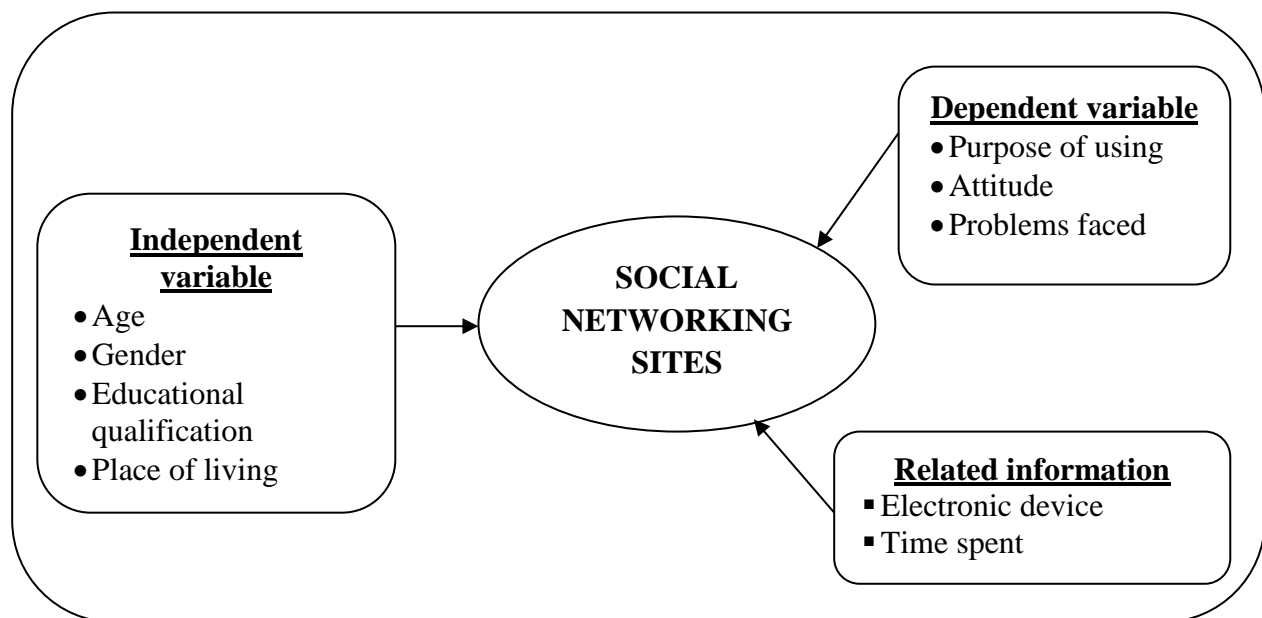 Independent
variable
• Age
• Gender
• Educational
qualification
• Place of living
SOCIAL
NETWORKING
SITES
Dependent variable
• Purpose of using
• Attitude
• Problems faced
Related information
▪ Electronic device
▪ Time spent